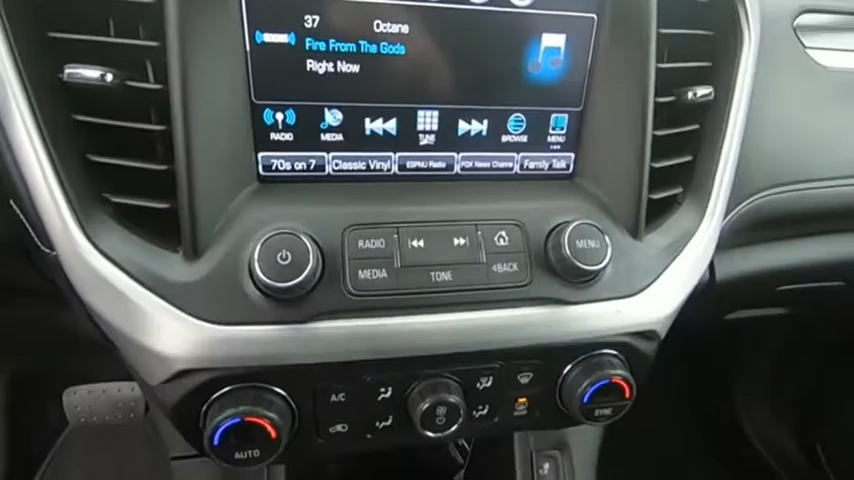 37 Octane
Fire From The Gods
Right Now
RADIO MEDIA TUNE BROWSE MENU
70s on 7 Classic Vinyl ESPNU Radio FOX News Channel Family Talk
RADIO MENU
MEDIA TONE <BACK
A/C
AUTO SYNC